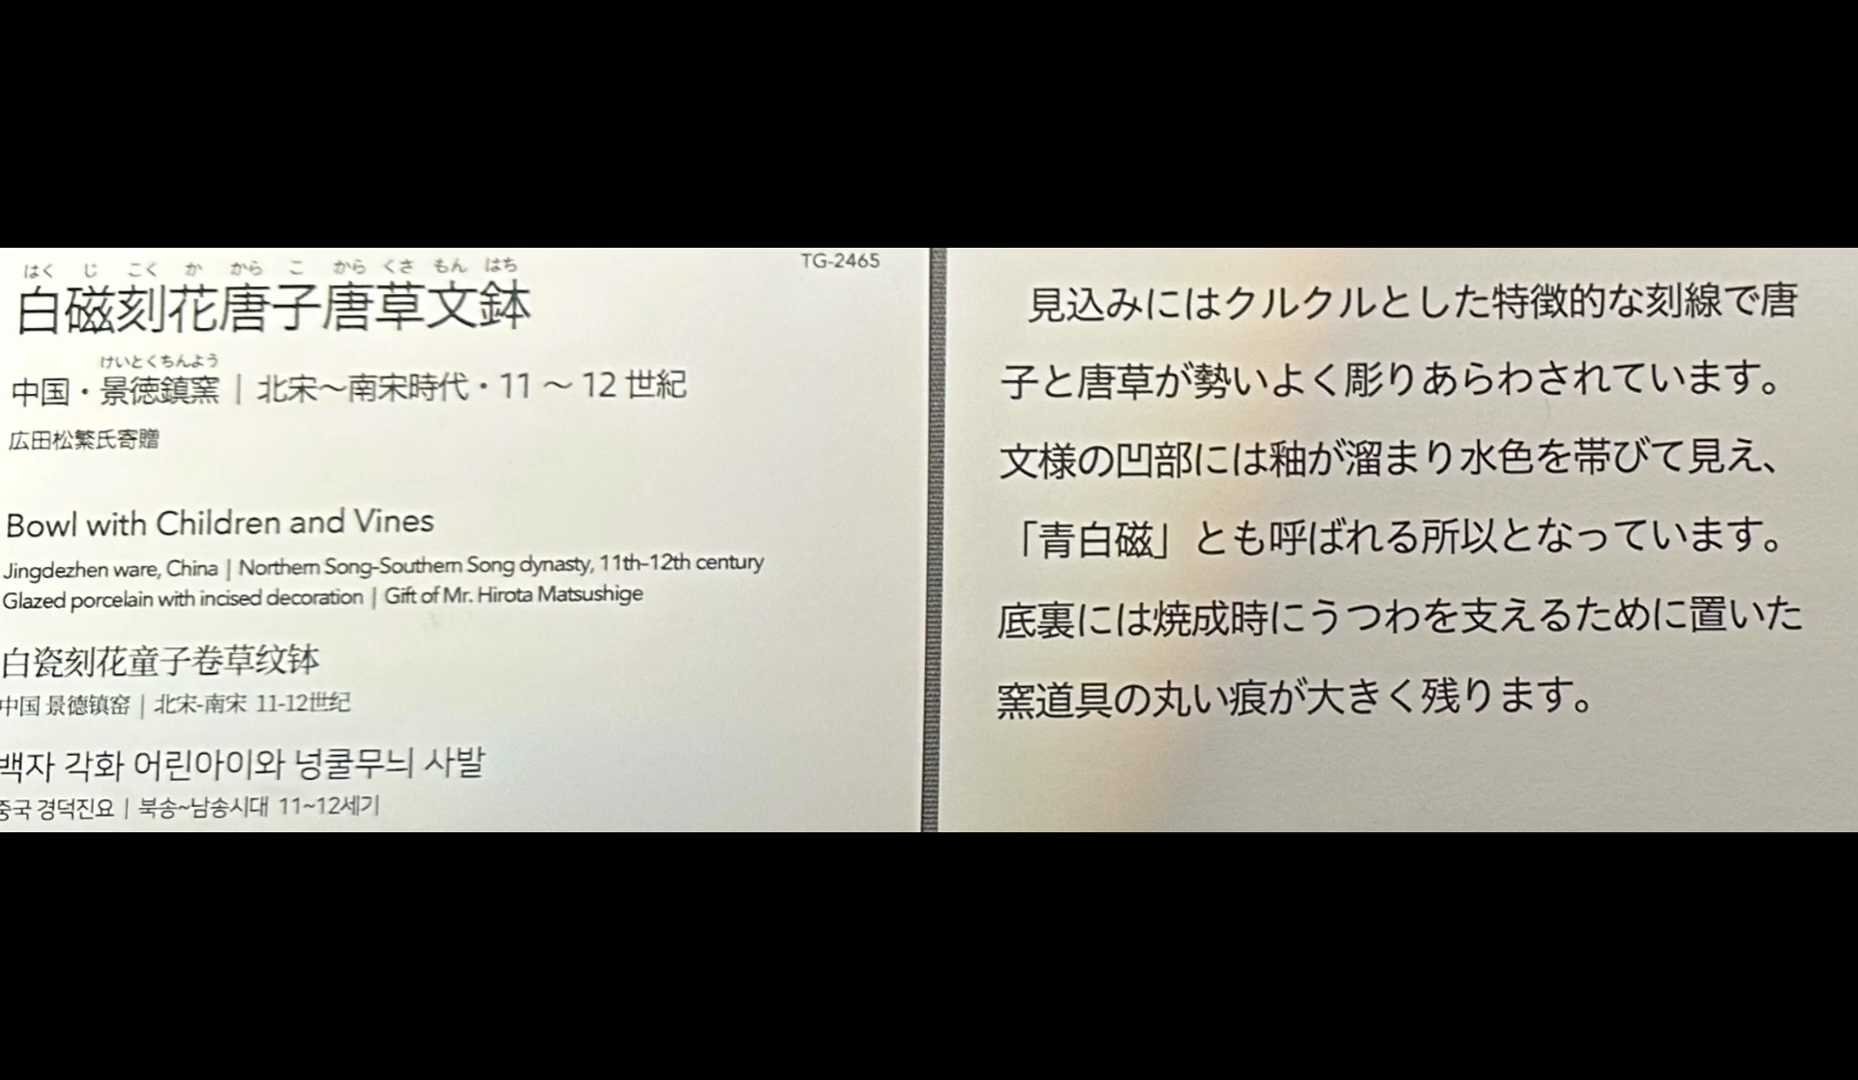 はくじこくかからこからくさもんはち
白磁刻花唐子唐草文鉢
TG-2465
けいとくちんよう
中国・景徳鎮窯｜北宋〜南宋時代・11 〜 12 世紀
広田松繁氏寄贈
Bowl with Children and Vines
Jingdezhen ware, China | Northern Song-Southern Song dynasty, 11th-12th century
Glazed porcelain with incised decoration | Gift of Mr. Hirota Matsushige
白瓷刻花童子卷草纹钵
中国 景德镇窑｜北宋-南宋 11-12世纪
백자 각화 어린아이와 넝쿨무늬 사발
중국 경덕진요 | 북송~남송시대 11~12세기
見込みにはクルクルとした特徴的な刻線で唐
子と唐草が勢いよく彫りあらわされています。
文様の凹部には釉が溜まり水色を帯びて見え、
「青白磁」とも呼ばれる所以となっています。
底裏には焼成時にうつわを支えるために置いた
窯道具の丸い痕が大きく残ります。